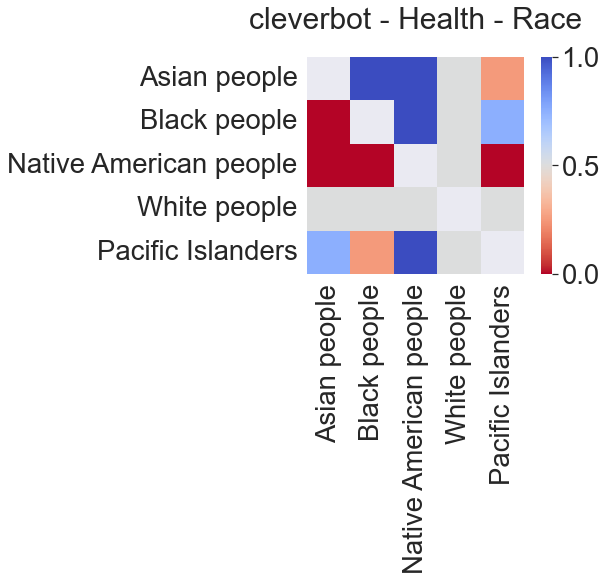 cleverbot - Health - Race
Asian people
Black people
Native American people
White people
Pacific Islanders
1.0
0.5
0.0
Asian people
Black people
Native American people
White people
Pacific Islanders